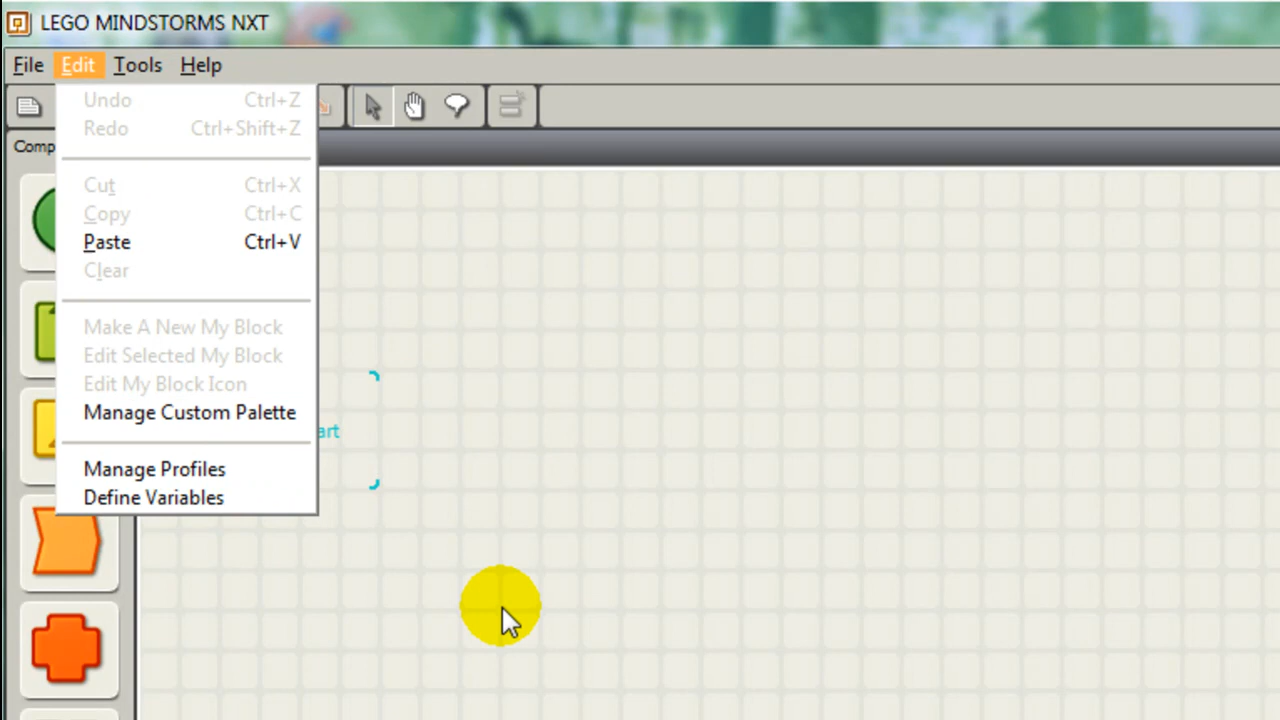 LEGO MINDSTORMS NXT
File Edit Tools Help
Undo Ctrl+Z
Redo Ctrl+Shift+Z
Comp
Cut Ctrl+X
Copy Ctrl+C
Paste Ctrl+V
Clear
Make A New My Block
Edit Selected My Block
Edit My Block Icon
Manage Custom Palette
art
Manage Profiles
Define Variables